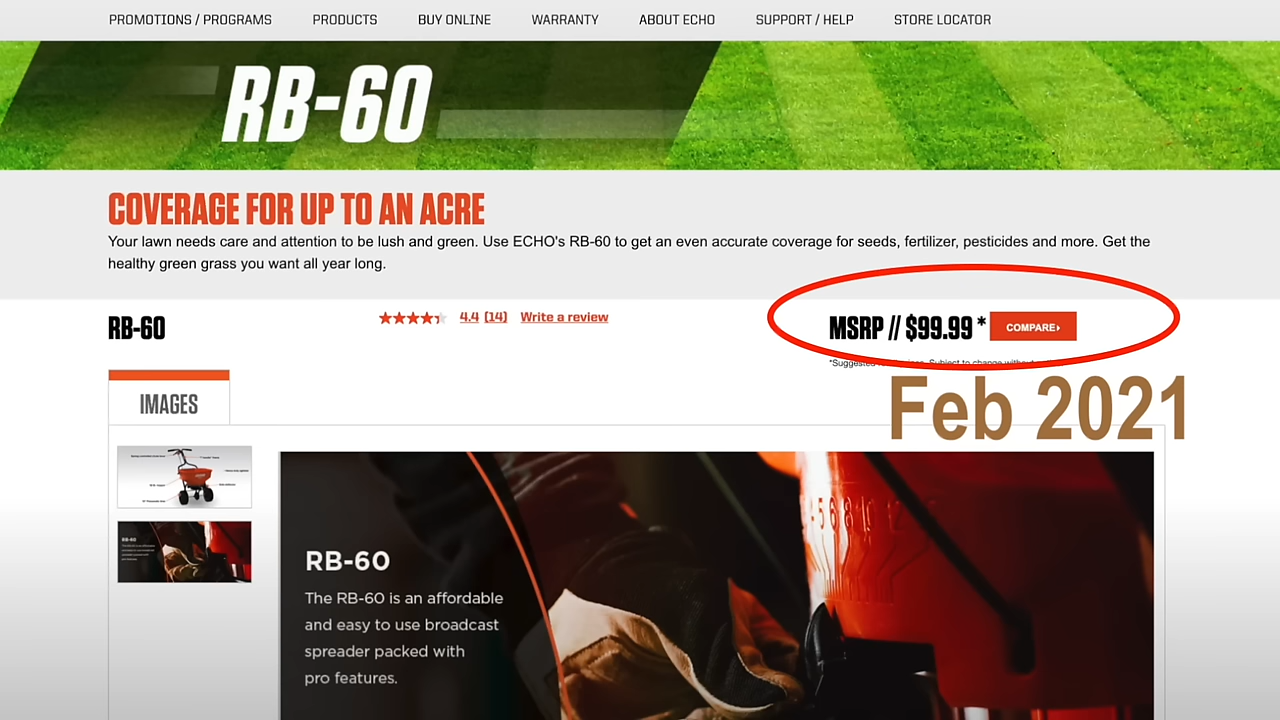 PROMOTIONS / PROGRAMS PRODUCTS BUY ONLINE WARRANTY ABOUT ECHO SUPPORT / HELP STORE LOCATOR
RB-60
COVERAGE FOR UP TO AN ACRE
Your lawn needs care and attention to be lush and green. Use ECHO's RB-60 to get an even accurate coverage for seeds, fertilizer, pesticides and more. Get the
healthy green grass you want all year long.
RB-60 4.4 (14) Write a review MSRP // $99.99 * COMPARE
Feb 2021
IMAGES
RB-60
The RB-60 is an affordable
and easy to use broadcast
spreader packed with
pro features.